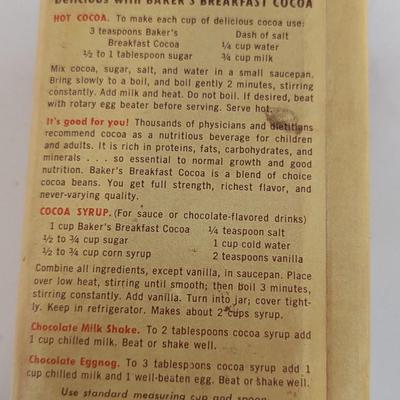 Delicious with BAKER'S BREAKFAST COCOA
HOT COCOA. To make each cup of delicious cocoa use:
3 teaspoons Baker's Breakfast Cocoa
½ to 1 tablespoon sugar
Dash of salt
¼ cup water
¾ cup milk
Mix cocoa, sugar, salt, and water in a small saucepan.
Bring slowly to a boil, and boil gently 2 minutes, stirring
constantly. Add milk and heat. Do not boil. If desired, beat
with rotary egg beater before serving. Serve hot.
It's good for you! Thousands of physicians and dietitians
recommend cocoa as a nutritious beverage for children
and adults. It is rich in proteins, fats, carbohydrates, and
minerals . . . so essential to normal growth and good
nutrition. Baker's Breakfast Cocoa is a blend of choice
cocoa beans. You get full strength, richest flavor, and
never-varying quality.
COCOA SYRUP. (For sauce or chocolate-flavored drinks)
1 cup Baker's Breakfast Cocoa
½ to ¾ cup sugar
½ to ¾ cup corn syrup
¼ teaspoon salt
1 cup cold water
2 teaspoons vanilla
Combine all ingredients, except vanilla, in saucepan. Place
over low heat, stirring until smooth; then boil 3 minutes,
stirring constantly. Add vanilla. Turn into jar; cover tight-
ly. Keep in refrigerator. Makes about 2 cups syrup.
Chocolate Milk Shake. To 2 tablespoons cocoa syrup add
1 cup chilled milk. Beat or shake well.
Chocolate Eggnog. To 3 tablespoons cocoa syrup add 1
cup chilled milk and 1 well-beaten egg. Beat or shake well.
Use standard measuring cup and spoon